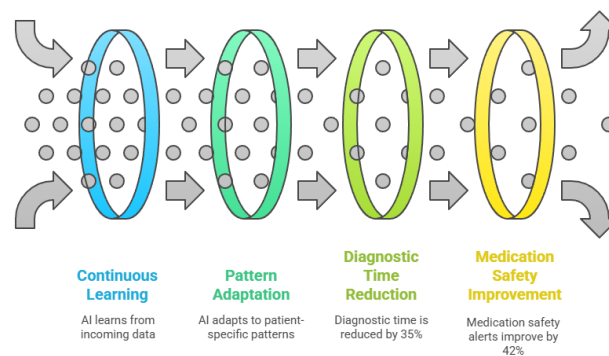 Continuous
Learning
AI learns from
incoming data
Pattern
Adaptation
AI adapts to patient-
specific patterns
Diagnostic
Time
Reduction
Diagnostic time is
reduced by 35%
Medication
Safety
Improvement
Medication safety
alerts improve by
42%